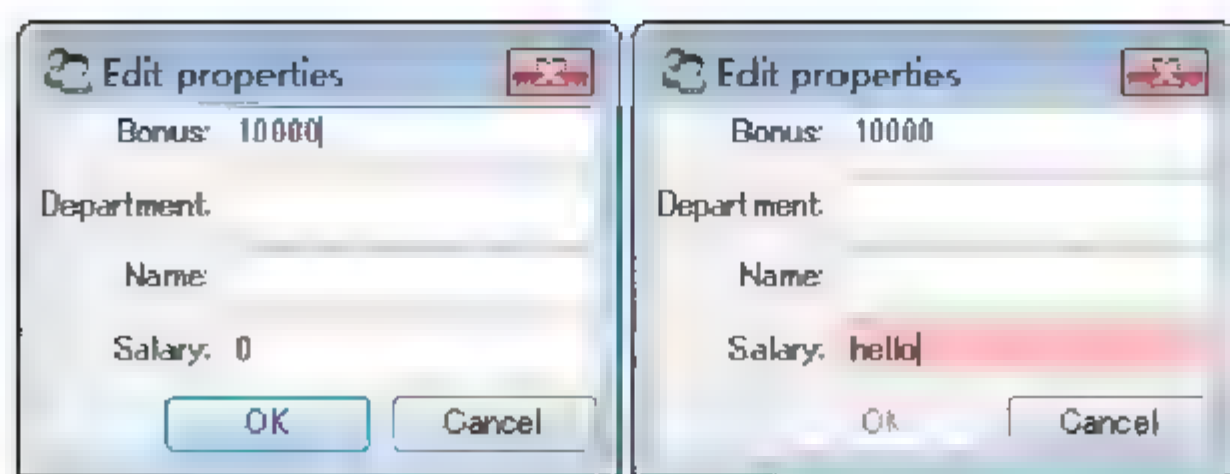 Edit properties
Bonus: 10000
Department:
Name:
Salary: 0
OK Cancel
Edit properties
Bonus: 10000
Department:
Name:
Salary: hello
OK Cancel